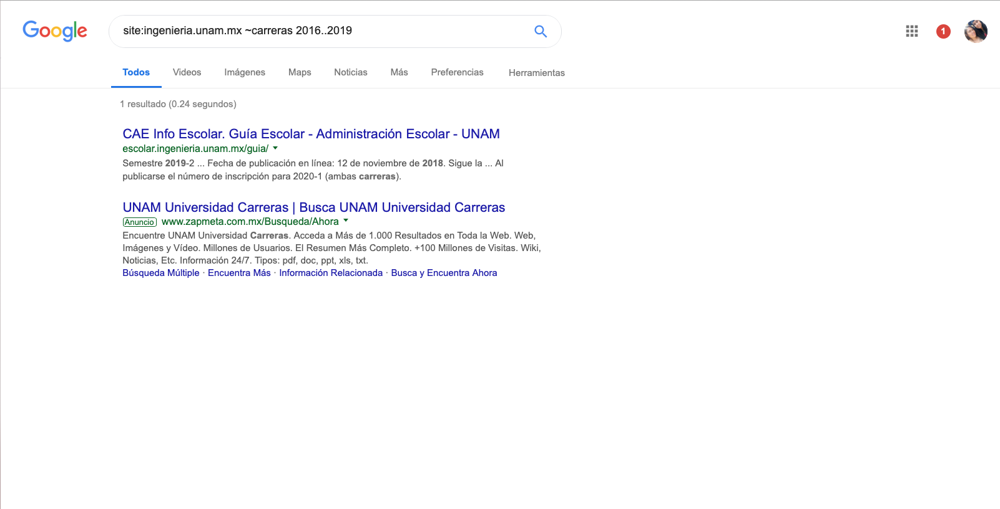 Google
site:ingenieria.unam.mx ~carreras 2016..2019
1
Todos Videos Imágenes Maps Noticias Más Preferencias Herramientas
1 resultado (0.24 segundos)
CAE Info Escolar. Guía Escolar - Administración Escolar - UNAM
escolar.ingenieria.unam.mx/guia/
Semestre 2019-2 ... Fecha de publicación en línea: 12 de noviembre de 2018. Sigue la ... Al
publicarse el número de inscripción para 2020-1 (ambas carreras).
UNAM Universidad Carreras | Busca UNAM Universidad Carreras
Anuncio www.zapmeta.com.mx/Busqueda/Ahora
Encuentre UNAM Universidad Carreras. Acceda a Más de 1.000 Resultados en Toda la Web. Web,
Imágenes y Vídeo. Millones de Usuarios. El Resumen Más Completo. +100 Millones de Visitas. Wiki,
Noticias, Etc. Información 24/7. Tipos: pdf, doc, ppt, xls, txt.
Búsqueda Múltiple · Encuentra Más · Información Relacionada · Busca y Encuentra Ahora